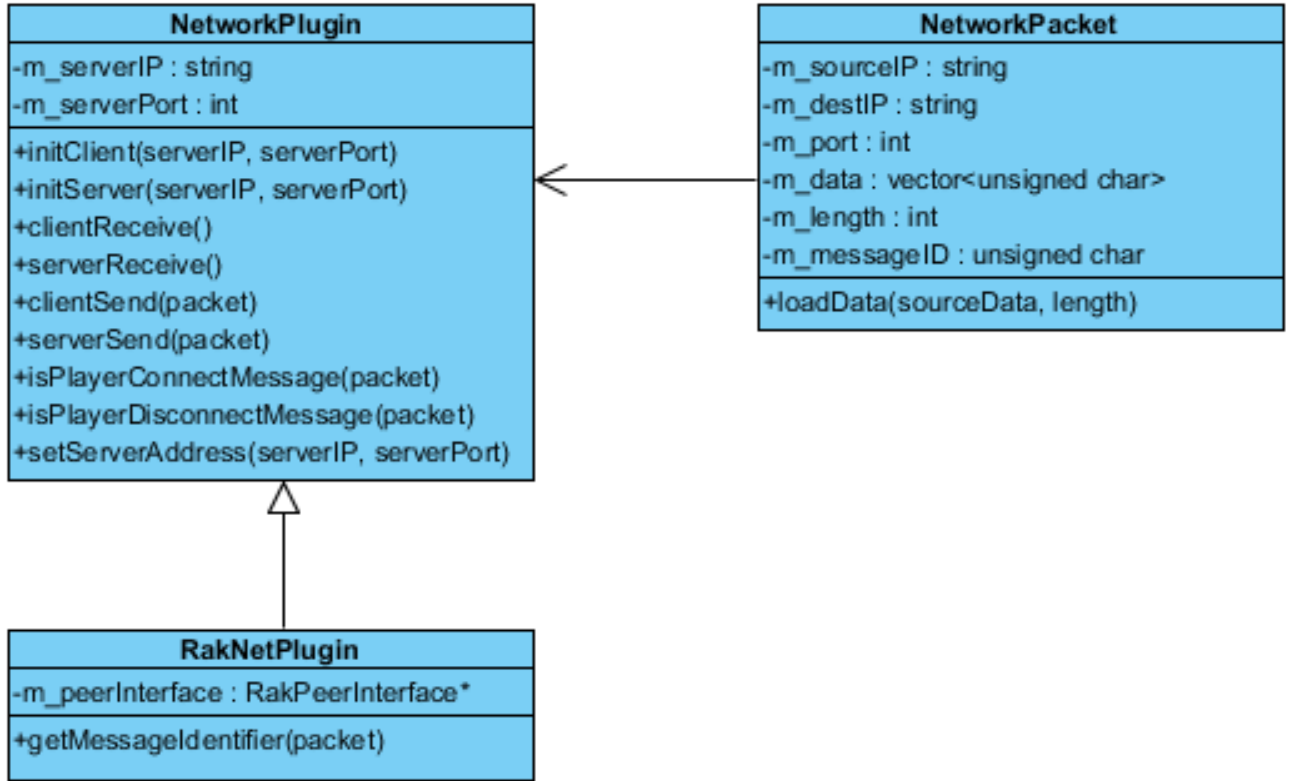 NetworkPlugin
-m_serverIP : string
-m_serverPort : int
+initClient(serverIP, serverPort)
+initServer(serverIP, serverPort)
+clientReceive()
+serverReceive()
+clientSend(packet)
+serverSend(packet)
+isPlayerConnectMessage(packet)
+isPlayerDisconnectMessage(packet)
+setServerAddress(serverIP, serverPort)
NetworkPacket
-m_sourceIP : string
-m_destIP : string
-m_port : int
-m_data : vector<unsigned char>
-m_length : int
-m_messageID : unsigned char
+loadData(sourceData, length)
RakNetPlugin
-m_peerInterface : RakPeerInterface*
+getMessageIdentifier(packet)